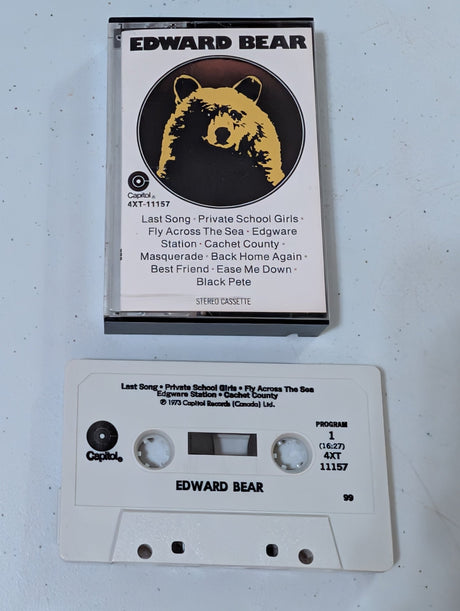 EDWARD BEAR
Capitol®
4XT-11157
Last Song · Private School Girls ·
Fly Across The Sea · Edgware
Station · Cachet County ·
Masquerade · Back Home Again ·
Best Friend · Ease Me Down ·
Black Pete
STEREO CASSETTE
Last Song • Private School Girls • Fly Across The Sea
Edgware Station • Cachet County
℗ 1973 Capitol Records (Canada) Ltd.
Capitol®
PROGRAM
1
(16:27)
4XT
11157
EDWARD BEAR
99